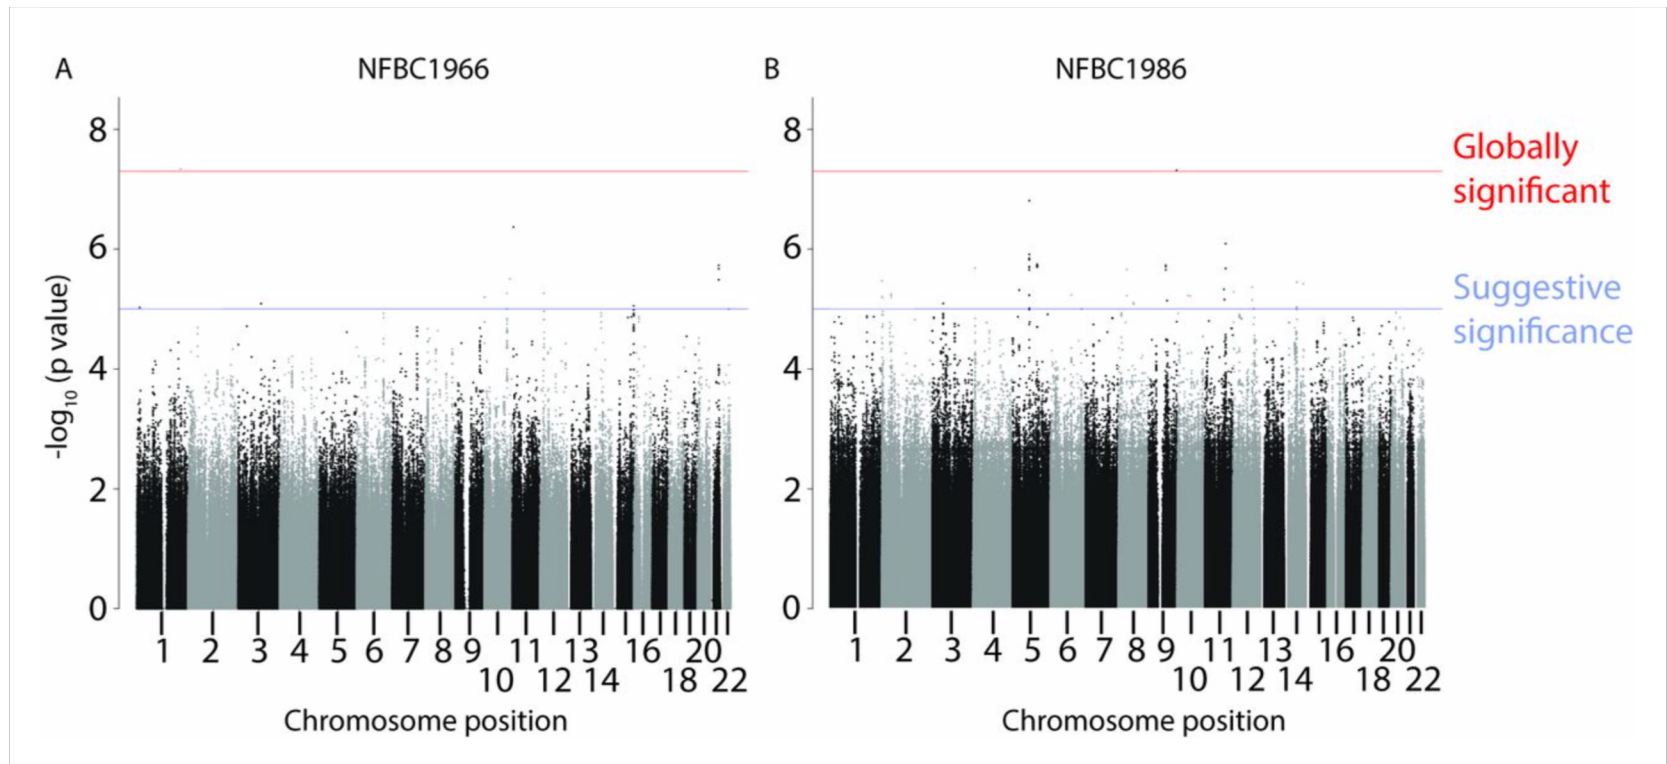 A NFBC1966
B NFBC1986
8
6
4
2
0
-log10 (p value)
1 2 3 4 5 6 7 8 9 11 13 16 20
10 12 14 18 22
Chromosome position
8
6
4
2
0
1 2 3 4 5 6 7 8 9 11 13 16 20
10 12 14 18 22
Chromosome position
Globally
significant
Suggestive
significance